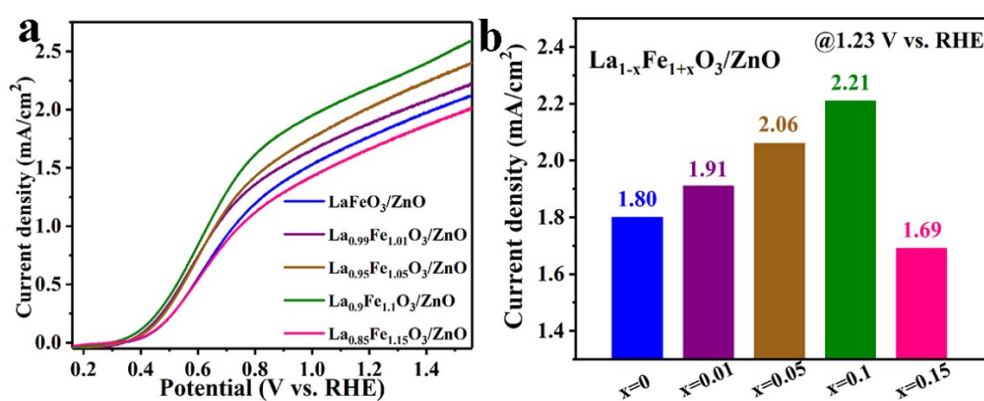 a
2.5
2.0
1.5
1.0
0.5
0.0
Current density (mA/cm²)
LaFeO₃/ZnO
La₀.₉₉Fe₁.₀₁O₃/ZnO
La₀.₉₅Fe₁.₀₅O₃/ZnO
La₀.₉Fe₁.₁O₃/ZnO
La₀.₈₅Fe₁.₁₅O₃/ZnO
0.2 0.4 0.6 0.8 1.0 1.2 1.4
Potential (V vs. RHE)
b
@1.23 V vs. RHE
La₁₋ₓFe₁₊ₓO₃/ZnO
2.4
2.2
2.0
1.8
1.6
1.4
Current density (mA/cm²)
1.80
1.91
2.06
2.21
1.69
x=0 x=0.01 x=0.05 x=0.1 x=0.15